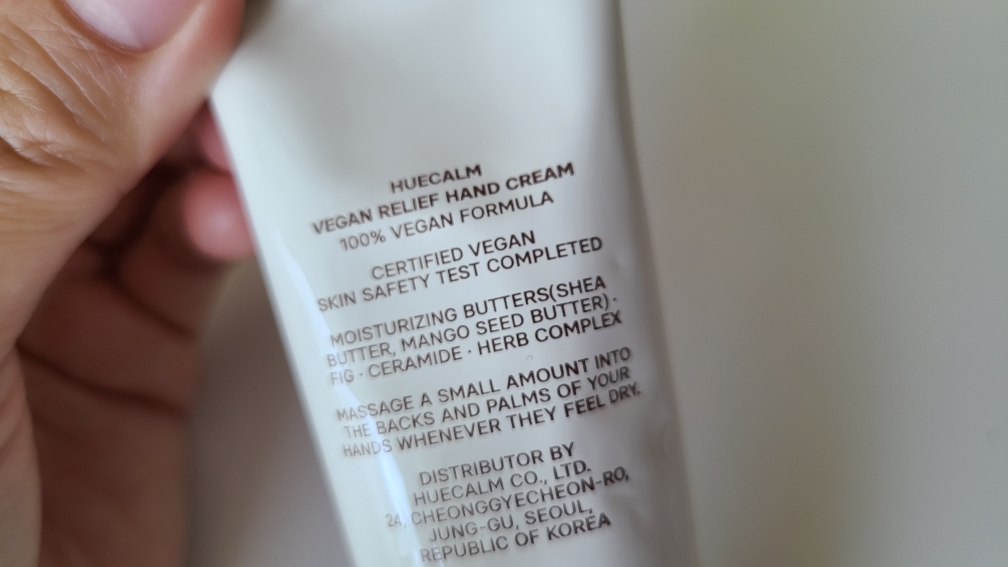 HUECALM
VEGAN RELIEF HAND CREAM
100% VEGAN FORMULA
CERTIFIED VEGAN
SKIN SAFETY TEST COMPLETED
MOISTURIZING BUTTERS(SHEA
BUTTER, MANGO SEED BUTTER) ·
FIG · CERAMIDE · HERB COMPLEX
MASSAGE A SMALL AMOUNT INTO
THE BACKS AND PALMS OF YOUR
HANDS WHENEVER THEY FEEL DRY.
DISTRIBUTOR BY
HUECALM CO., LTD.
24, CHEONGGYECHEON-RO,
JUNG-GU, SEOUL,
REPUBLIC OF KOREA